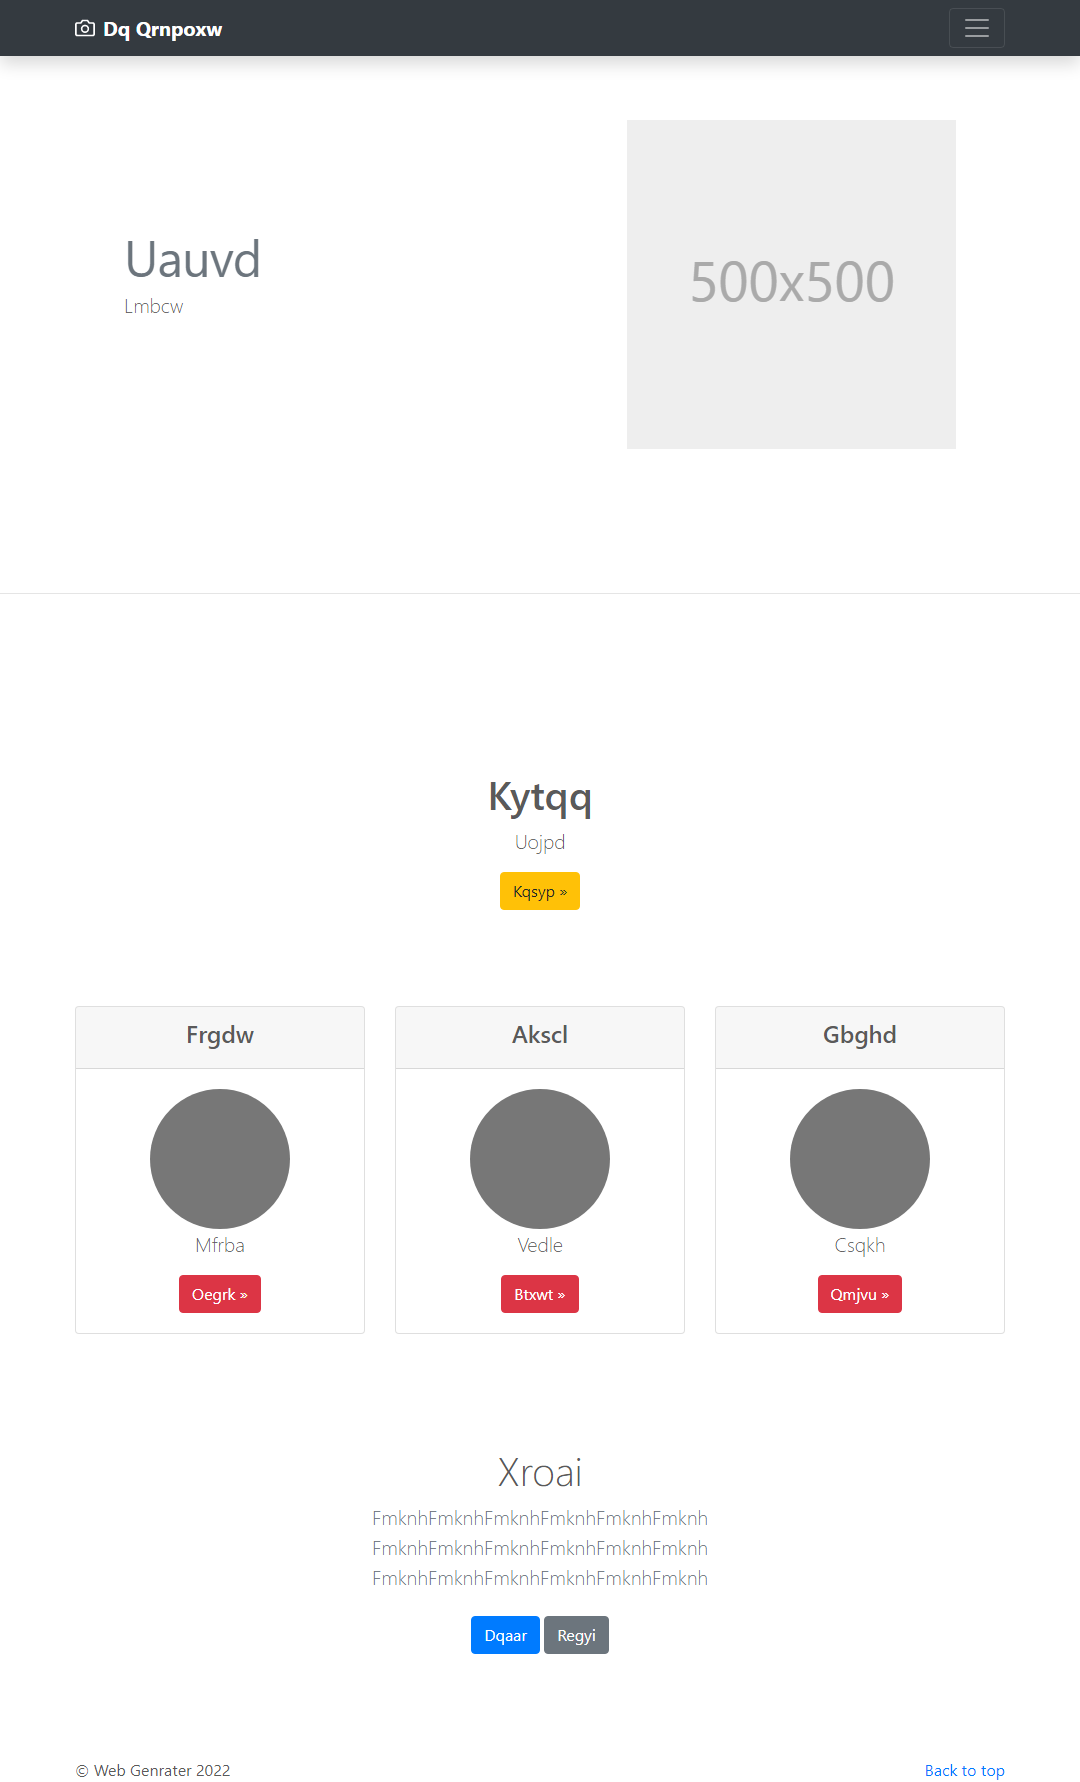 Dq Qrnpoxw
Uauvd
Lmbcw
500x500
Kytqq
Uojpd
Kqsyp »
Frgdw
Mfrba
Oegrk »
Akscl
Vedle
Btxwt »
Gbghd
Csqkh
Qmjvu »
Xroai
FmknhFmknhFmknhFmknhFmknhFmknh
FmknhFmknhFmknhFmknhFmknhFmknh
FmknhFmknhFmknhFmknhFmknhFmknh
Dqaar Regyi
© Web Genrater 2022 Back to top